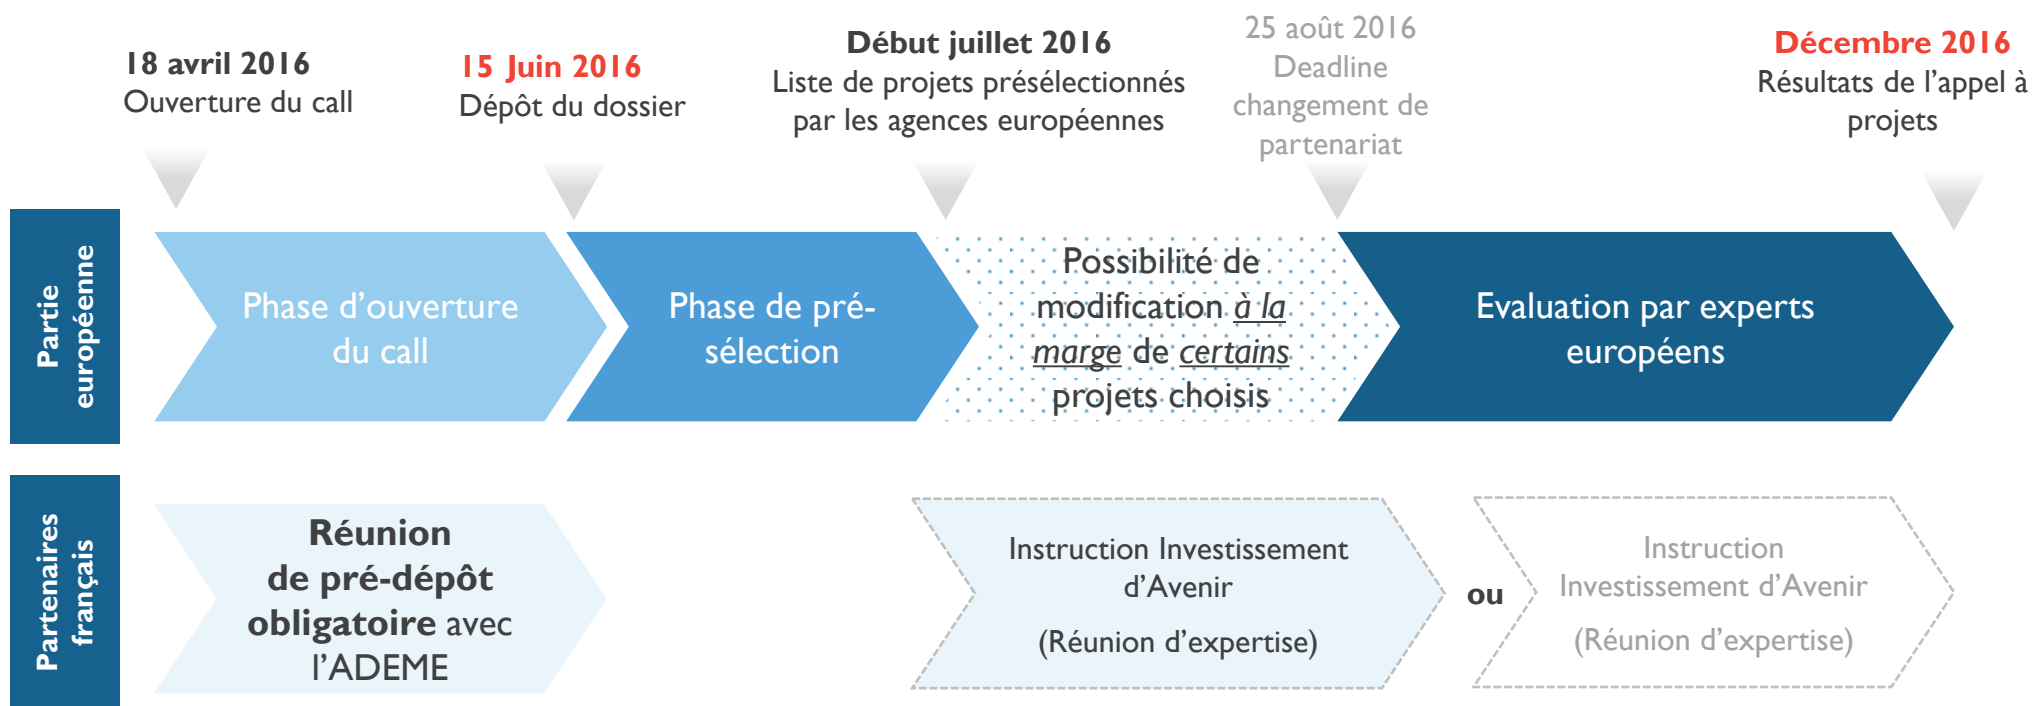 18 avril 2016
Ouverture du call
15 Juin 2016
Dépôt du dossier
Début juillet 2016
Liste de projets présélectionnés
par les agences européennes
25 août 2016
Deadline
changement de
partenariat
Décembre 2016
Résultats de l’appel à
projets
Partie
européenne
Phase d’ouverture
du call
Phase de pré-
sélection
Possibilité de
modification à la
marge de certains
projets choisis
Evaluation par experts
européens
Partenaires
français
Réunion
de pré-dépôt
obligatoire avec
l’ADEME
Instruction Investissement
d’Avenir
(Réunion d’expertise)
ou
Instruction
Investissement d’Avenir
(Réunion d’expertise)